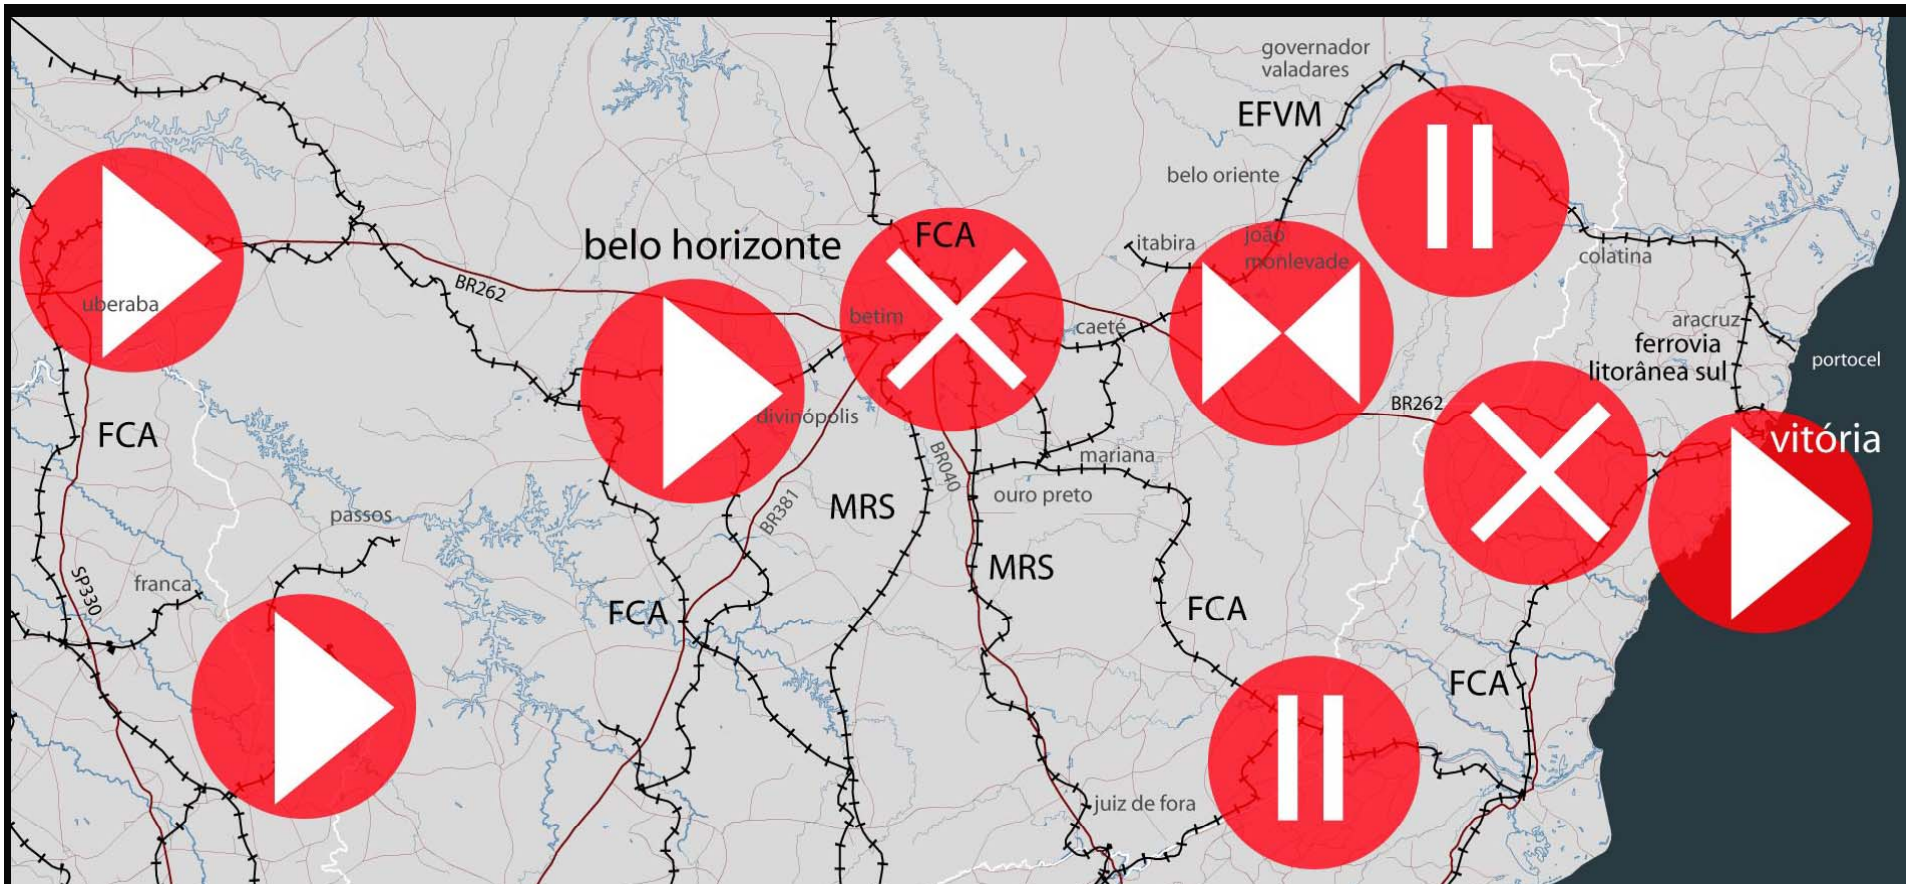 governador
valadares
EFVM
belo oriente
FCA
belo horizonte
itabira
joão
monlevade
colatina
BR262
uberaba
betim
caeté
aracruz
ferrovia
litorânea sul
portocel
BR262
divinópolis
FCA
vitória
mariana
BR040
ouro preto
MRS
BR381
passos
MRS
franca
SP330
FCA
FCA
FCA
juiz de fora